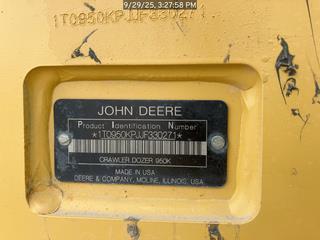 9/29/25, 3:27:58 PM
1T0950KPJJF330271
JOHN DEERE
Product Identification Number
*1T0950KPJJF330271*
CRAWLER DOZER 950K
MADE IN USA
DEERE & COMPANY, MOLINE, ILLINOIS, USA